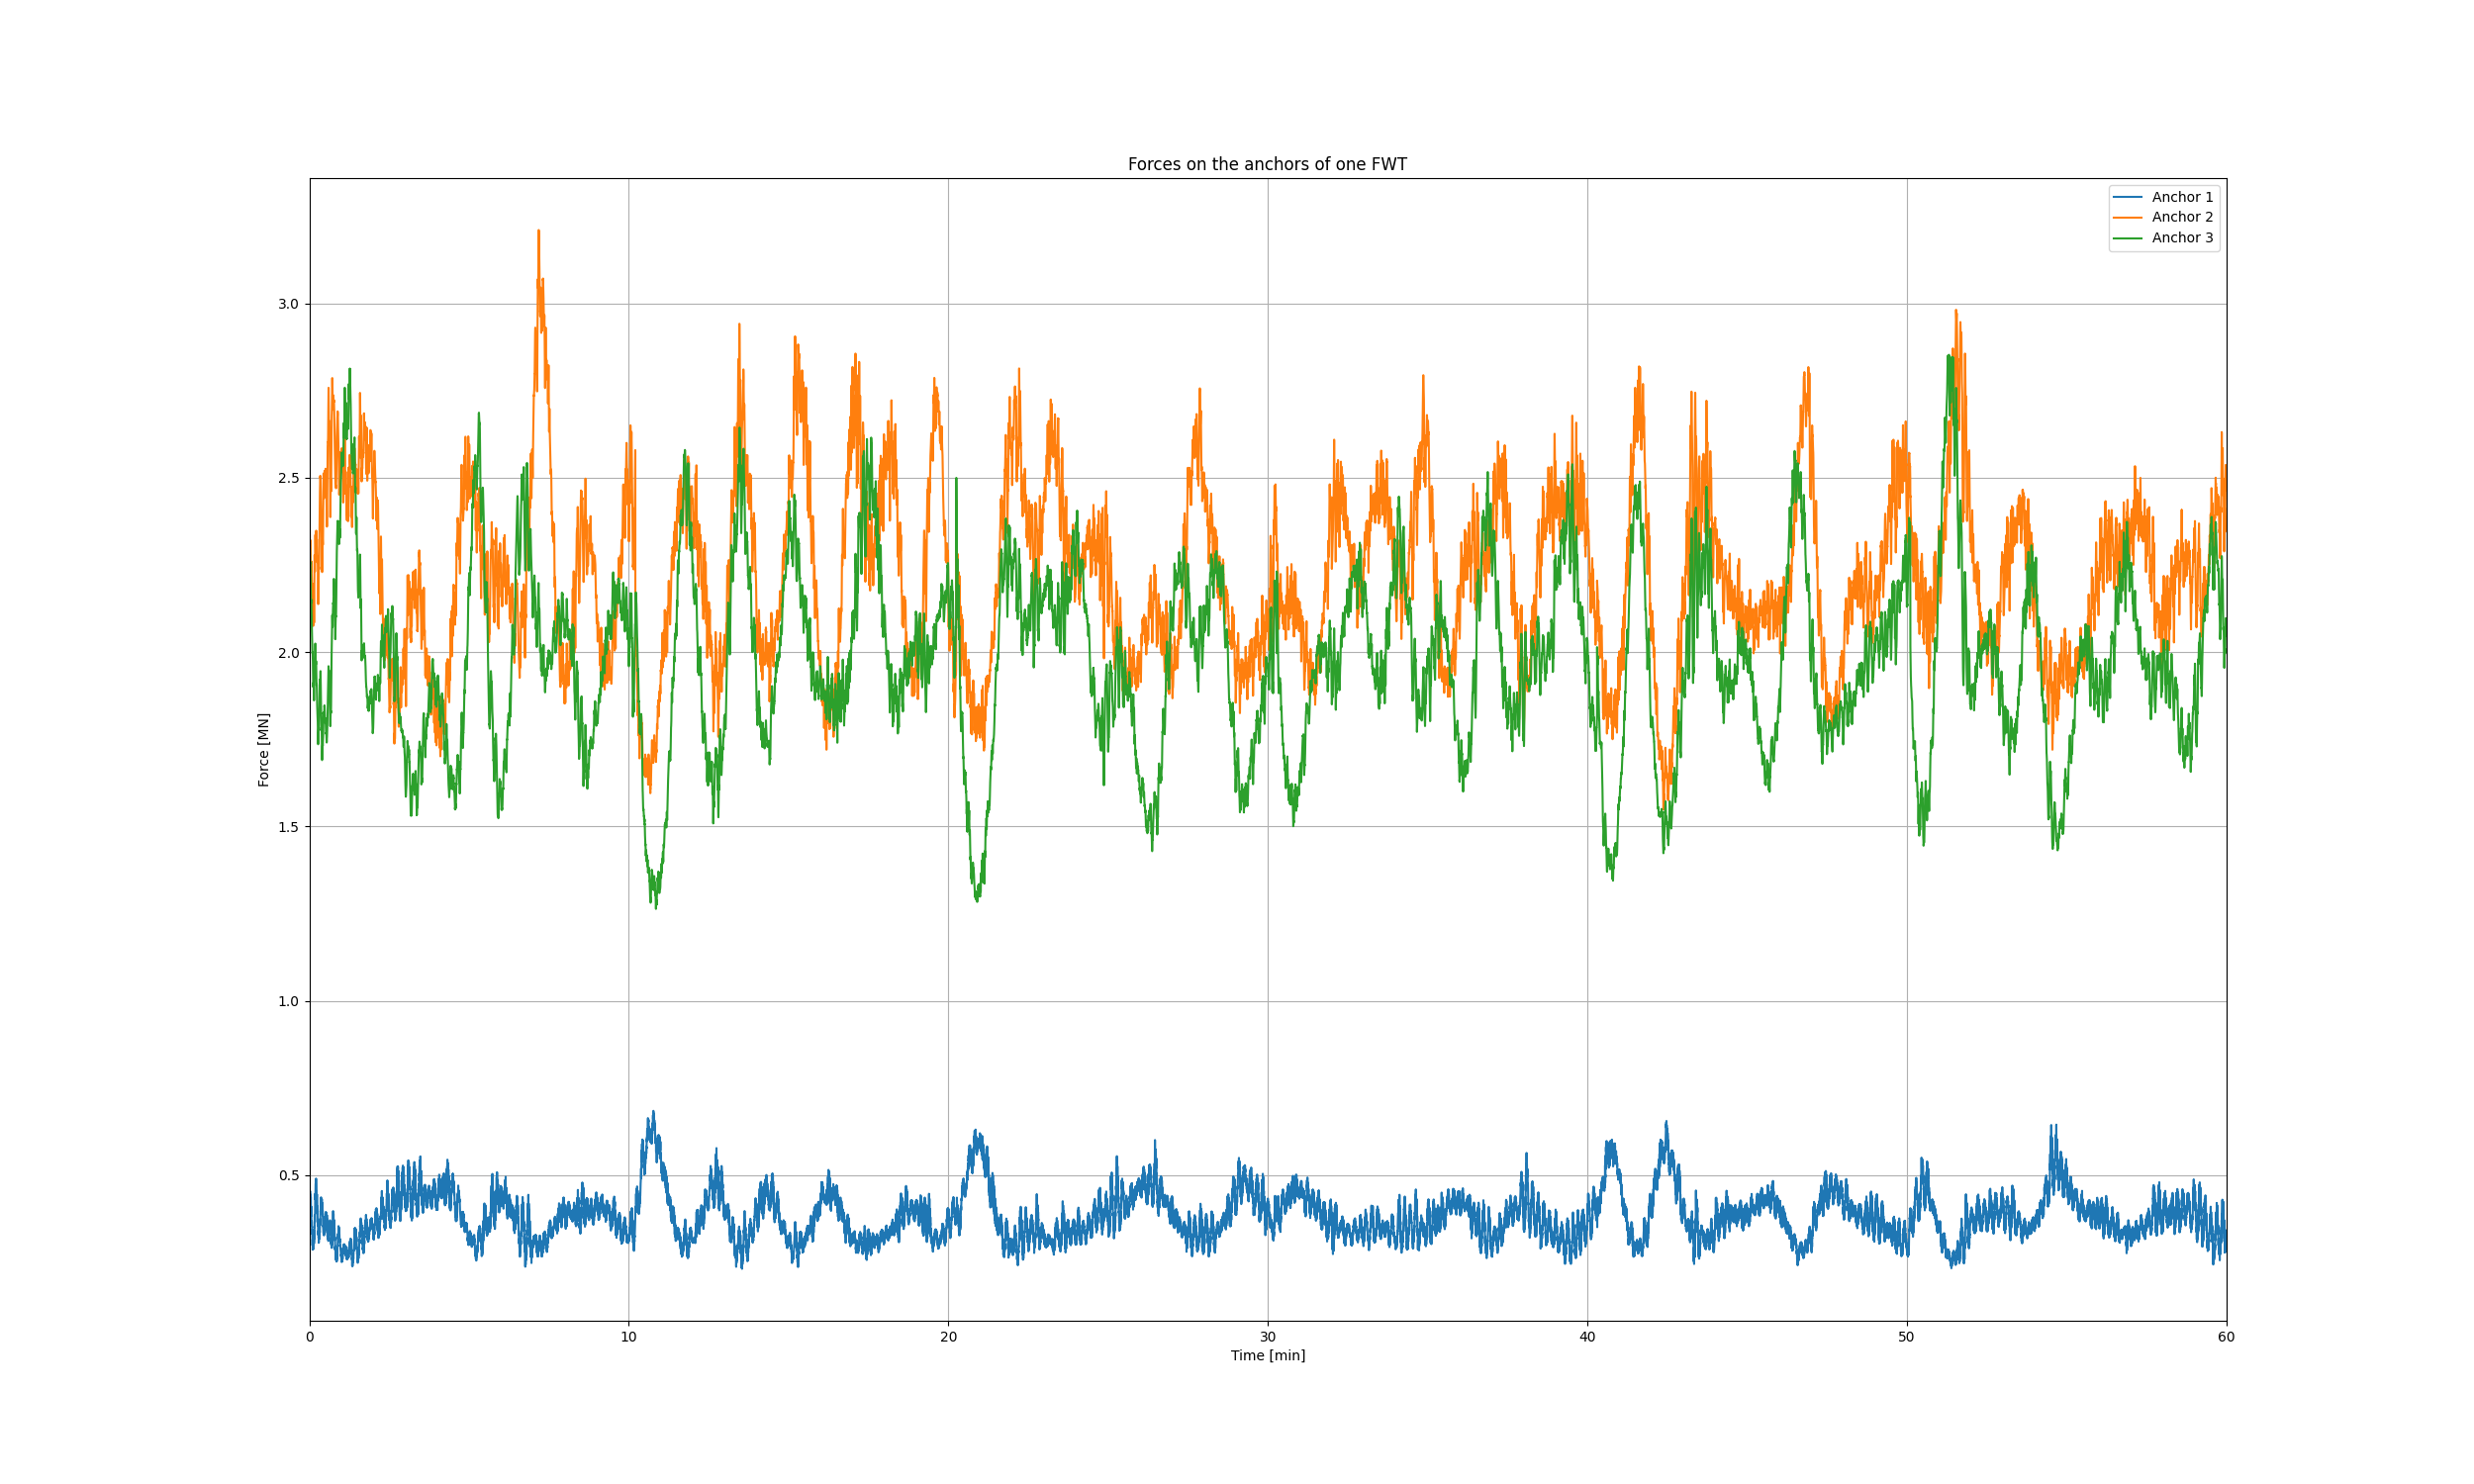 Forces on the anchors of one FWT
Anchor 1
Anchor 2
Anchor 3
Force [MN]
3.0
2.5
2.0
1.5
1.0
0.5
0 10 20 30 40 50 60
Time [min]